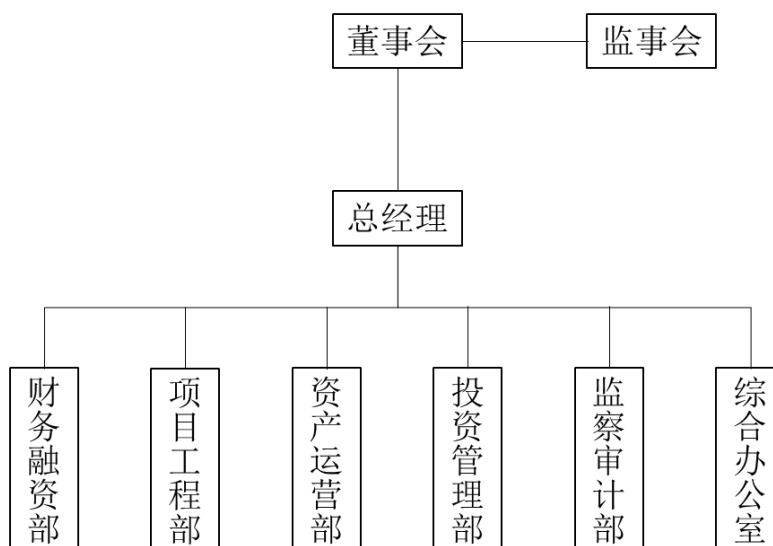 董事会
监事会
总经理
财务融资部
项目工程部
资产运营部
投资管理部
监察审计部
综合办公室